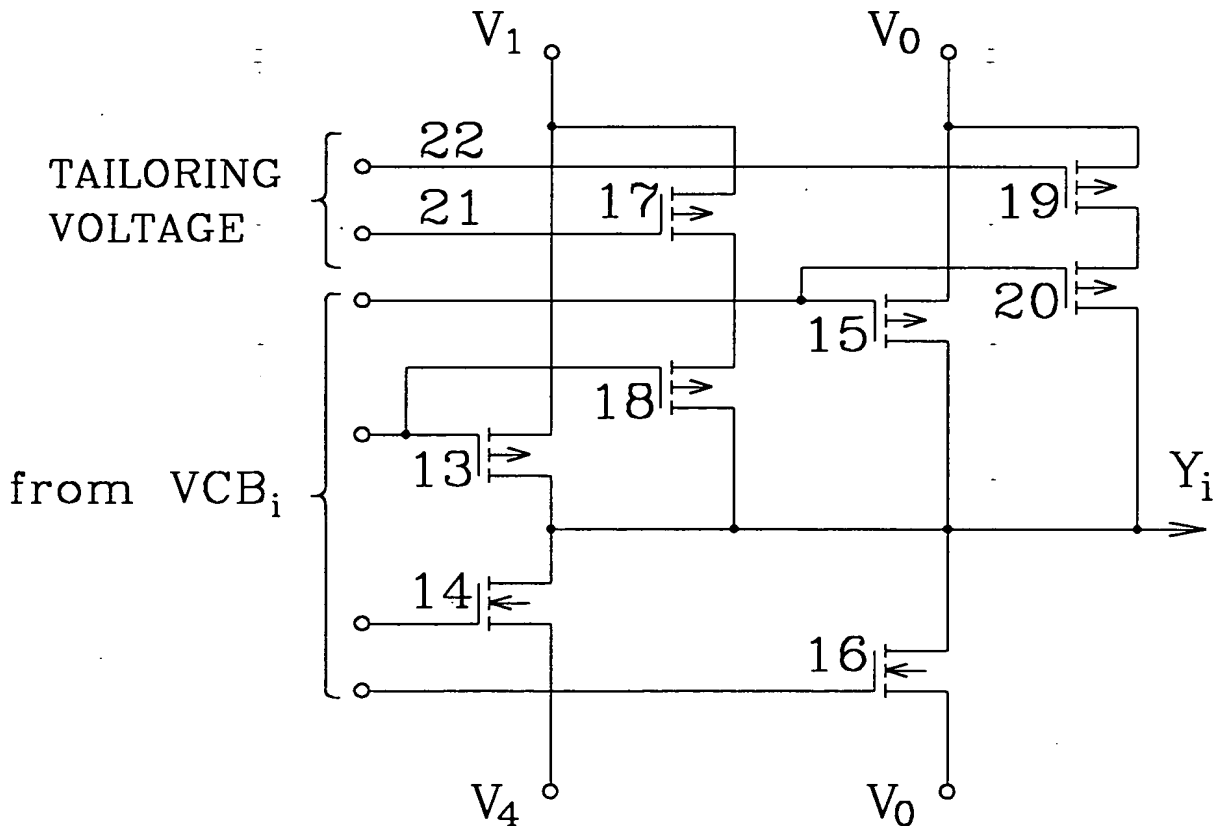 V₁
V₀
TAILORING
VOLTAGE
22
21
17
19
20
15
18
13
from VCBᵢ
Yᵢ
14
16
V₄
V₀